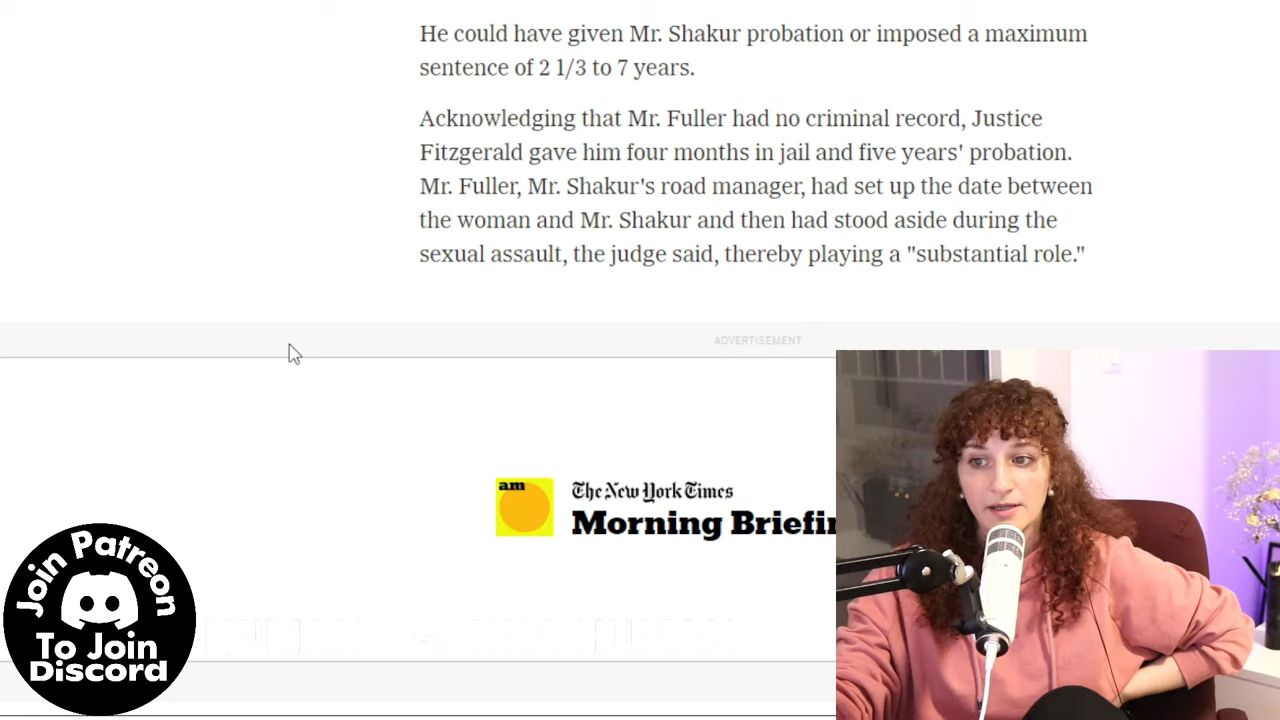 He could have given Mr. Shakur probation or imposed a maximum
sentence of 2 1/3 to 7 years.
Acknowledging that Mr. Fuller had no criminal record, Justice
Fitzgerald gave him four months in jail and five years' probation.
Mr. Fuller, Mr. Shakur's road manager, had set up the date between
the woman and Mr. Shakur and then had stood aside during the
sexual assault, the judge said, thereby playing a "substantial role."
ADVERTISEMENT
am
The New York Times
Morning Briefin
Join Patreon
To Join
Discord